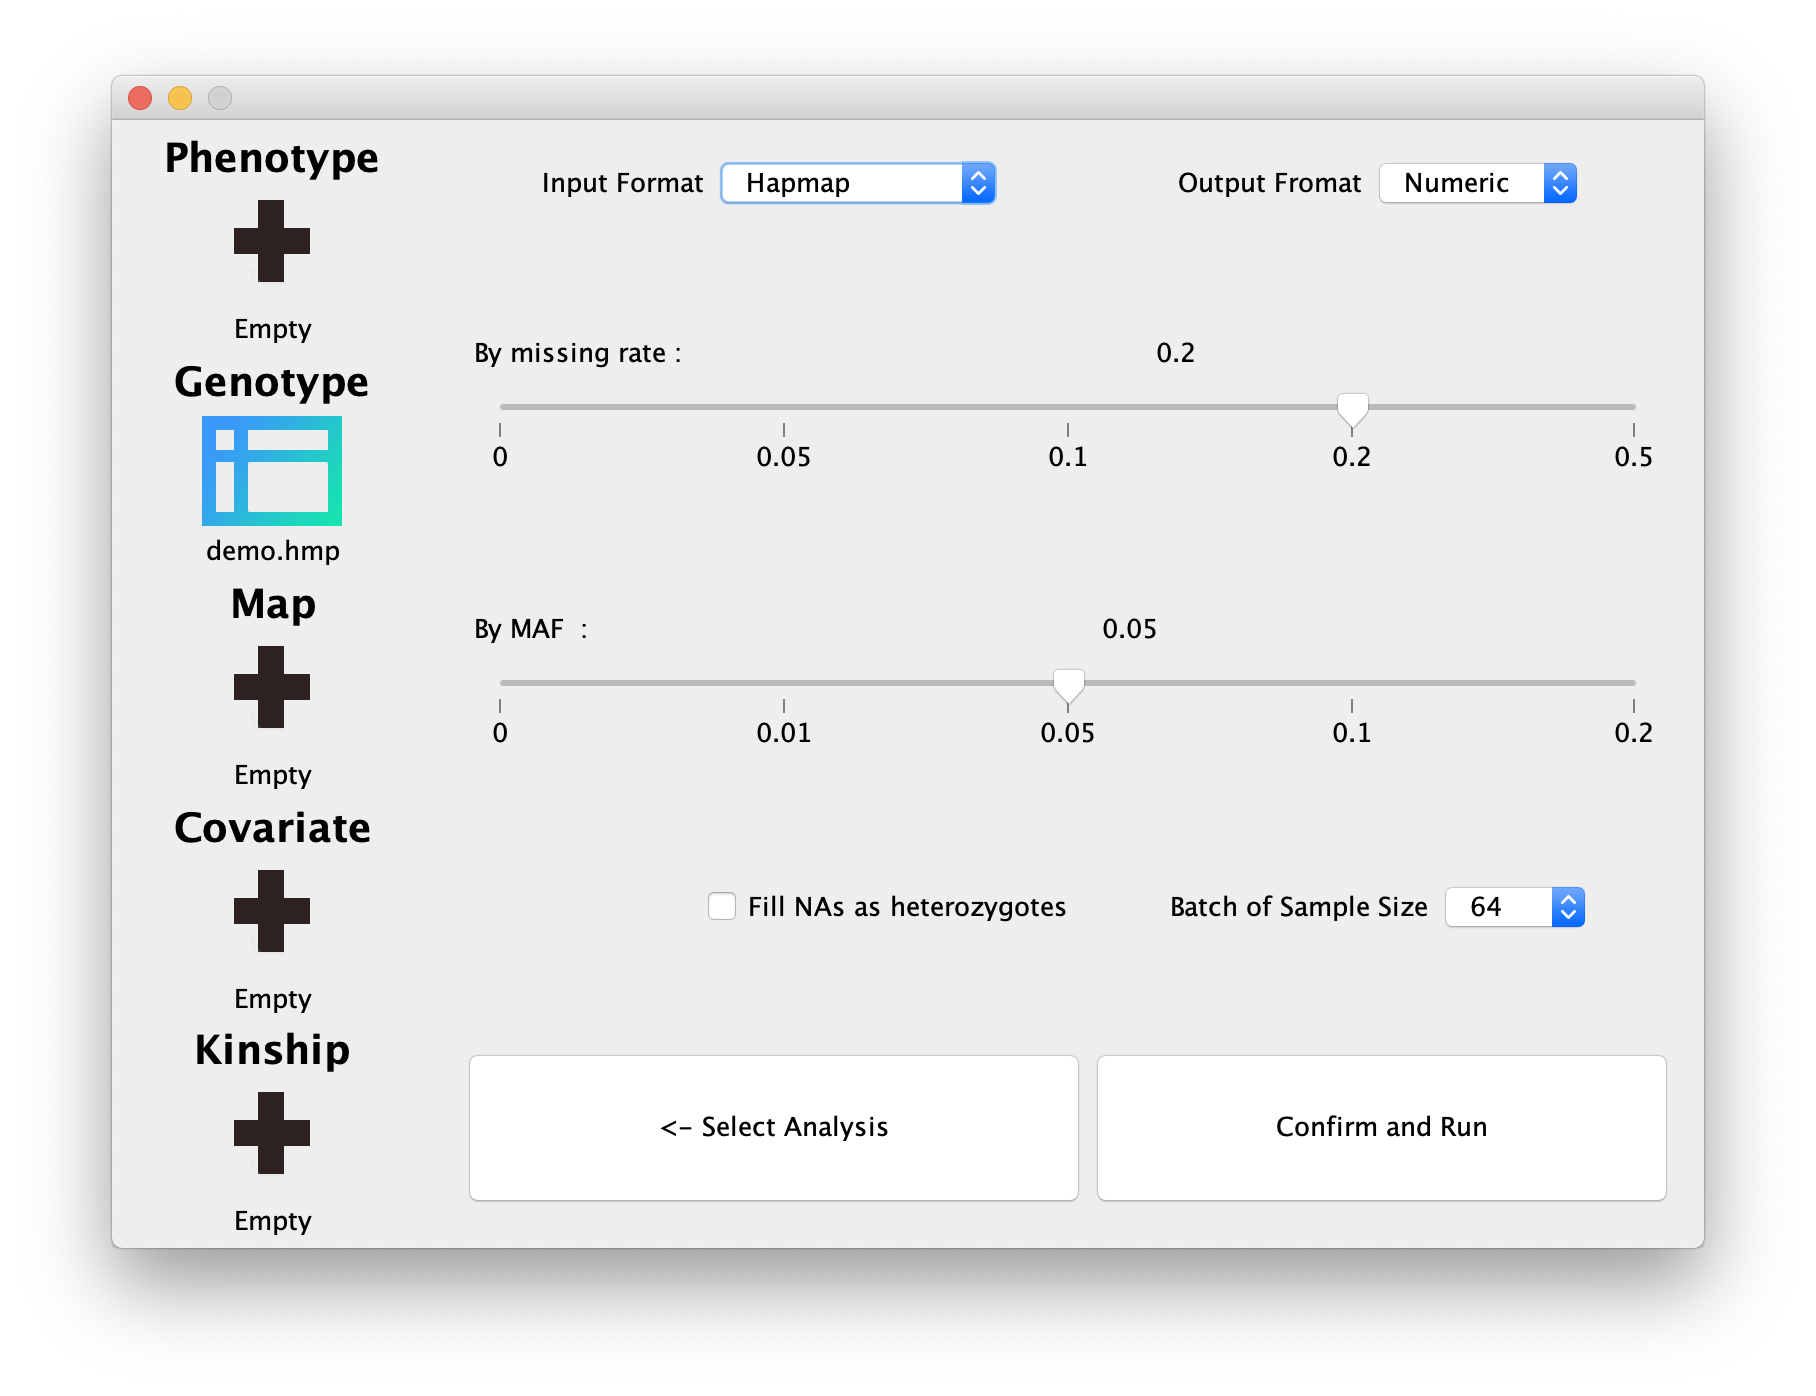 Phenotype
Empty
Genotype
demo.hmp
Map
Empty
Covariate
Empty
Kinship
Empty
Input Format Hapmap Output Fromat Numeric
By missing rate : 0.2
0 0.05 0.1 0.2 0.5
By MAF : 0.05
0 0.01 0.05 0.1 0.2
Fill NAs as heterozygotes Batch of Sample Size 64
<- Select Analysis Confirm and Run